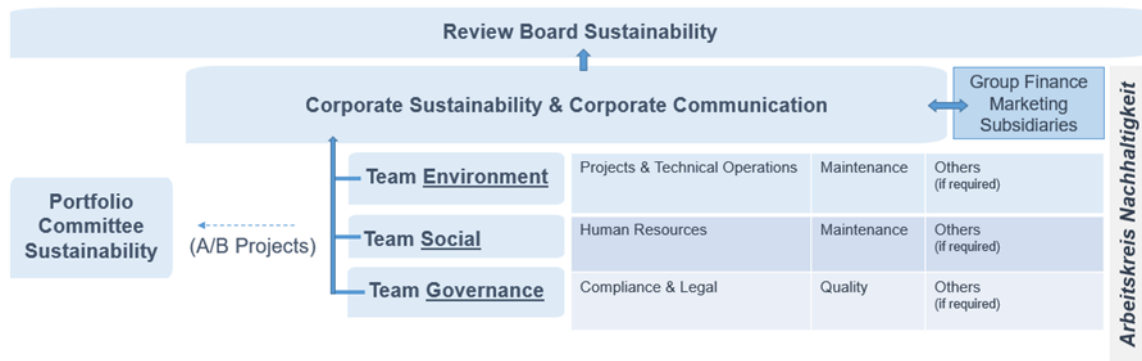 Review Board Sustainability
Corporate Sustainability & Corporate Communication
Group Finance
Marketing
Subsidiaries
Portfolio
Committee
Sustainability
(A/B Projects)
Team Environment
Projects & Technical Operations
Maintenance
Others
(if required)
Team Social
Human Resources
Maintenance
Others
(if required)
Team Governance
Compliance & Legal
Quality
Others
(if required)
Arbeitskreis Nachhaltigkeit